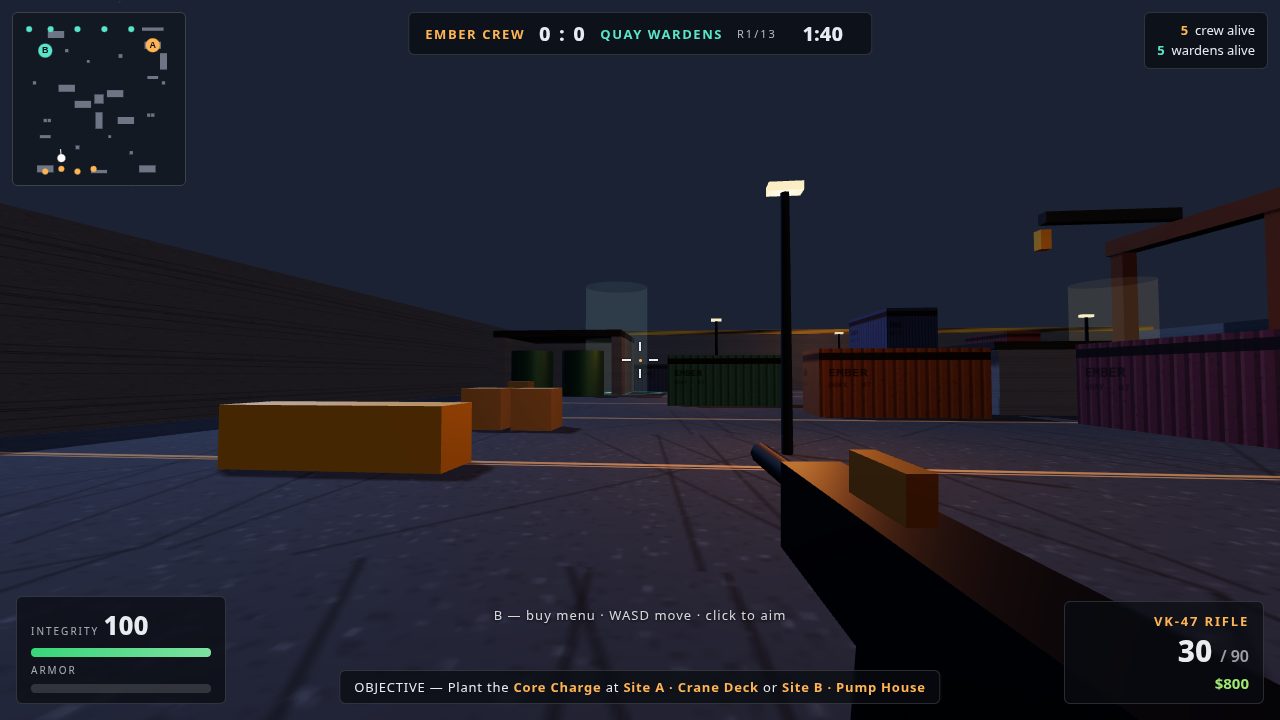 B
A
EMBER CREW 0 : 0 QUAY WARDENS R1/13 1:40
5 crew alive
5 wardens alive
EMBER
EMBER
INTEGRITY 100
ARMOR
B — buy menu · WASD move · click to aim
OBJECTIVE — Plant the Core Charge at Site A · Crane Deck or Site B · Pump House
VK-47 RIFLE
30 / 90
$800